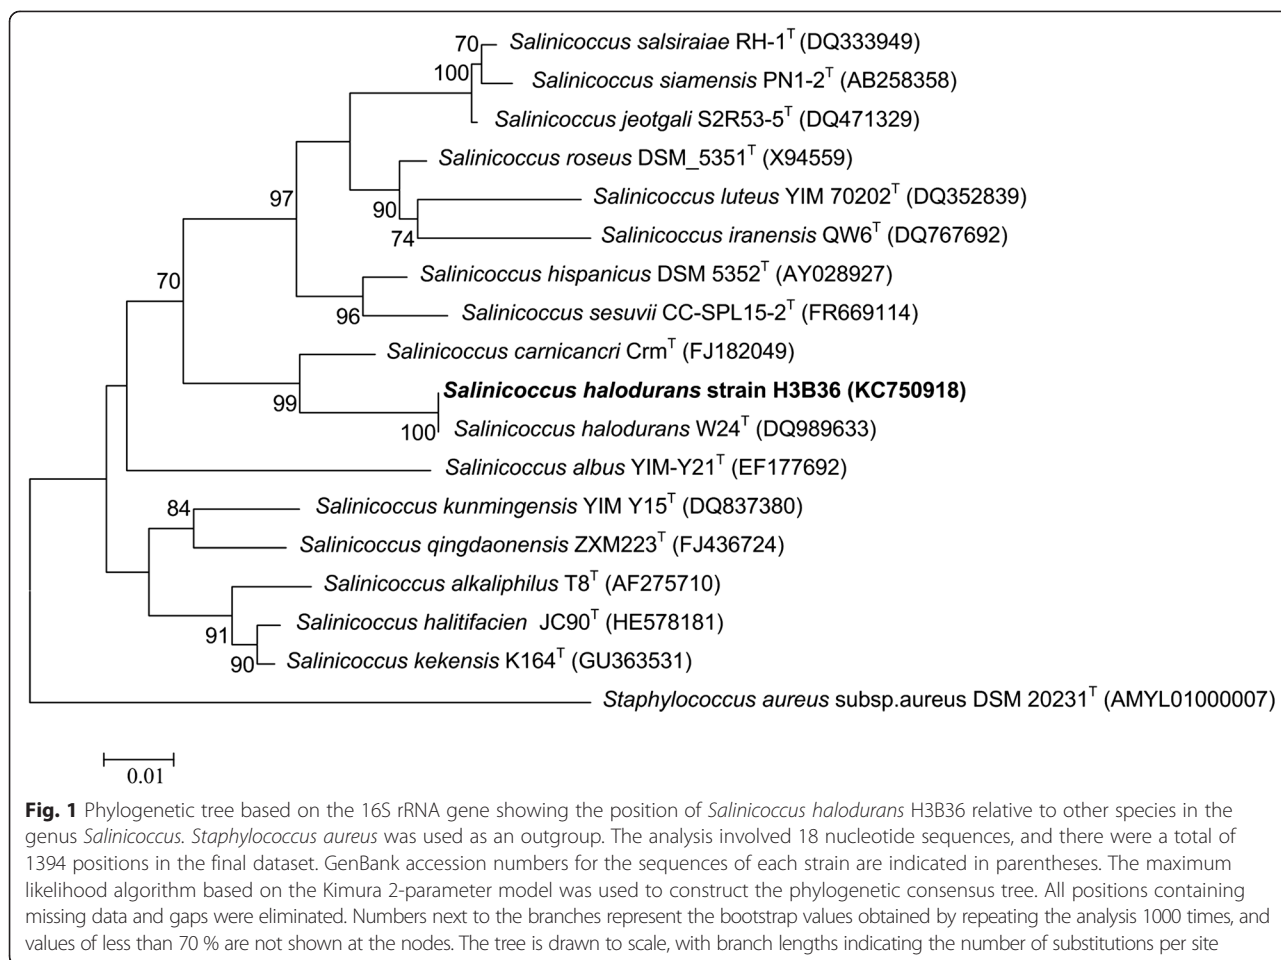 70
Salinicoccus salsiraiae RH-1ᵀ (DQ333949)
100
Salinicoccus siamensis PN1-2ᵀ (AB258358)
Salinicoccus jeotgali S2R53-5ᵀ (DQ471329)
Salinicoccus roseus DSM_5351ᵀ (X94559)
97
Salinicoccus luteus YIM 70202ᵀ (DQ352839)
90
74
Salinicoccus iranensis QW6ᵀ (DQ767692)
70
Salinicoccus hispanicus DSM 5352ᵀ (AY028927)
96
Salinicoccus sesuvii CC-SPL15-2ᵀ (FR669114)
Salinicoccus carnicancri Crmᵀ (FJ182049)
99
Salinicoccus halodurans strain H3B36 (KC750918)
100
Salinicoccus halodurans W24ᵀ (DQ989633)
Salinicoccus albus YIM-Y21ᵀ (EF177692)
84
Salinicoccus kunmingensis YIM Y15ᵀ (DQ837380)
Salinicoccus qingdaonensis ZXM223ᵀ (FJ436724)
Salinicoccus alkaliphilus T8ᵀ (AF275710)
91
Salinicoccus halitifacien JC90ᵀ (HE578181)
90
Salinicoccus kekensis K164ᵀ (GU363531)
Staphylococcus aureus subsp.aureus DSM 20231ᵀ (AMYL01000007)
0.01
Fig. 1 Phylogenetic tree based on the 16S rRNA gene showing the position of Salinicoccus halodurans H3B36 relative to other species in the
genus Salinicoccus. Staphylococcus aureus was used as an outgroup. The analysis involved 18 nucleotide sequences, and there were a total of
1394 positions in the final dataset. GenBank accession numbers for the sequences of each strain are indicated in parentheses. The maximum
likelihood algorithm based on the Kimura 2-parameter model was used to construct the phylogenetic consensus tree. All positions containing
missing data and gaps were eliminated. Numbers next to the branches represent the bootstrap values obtained by repeating the analysis 1000 times, and
values of less than 70 % are not shown at the nodes. The tree is drawn to scale, with branch lengths indicating the number of substitutions per site